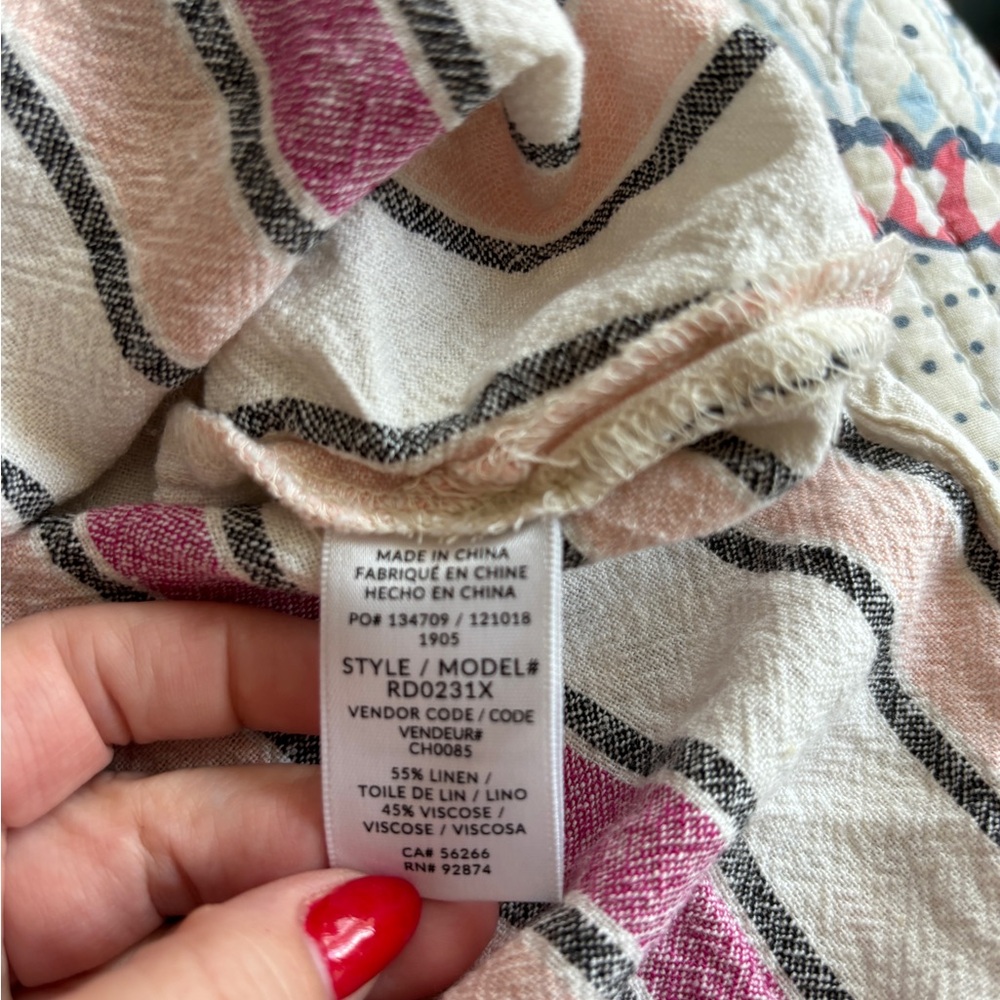 MADE IN CHINA
FABRIQUÉ EN CHINE
HECHO EN CHINA
PO# 134709 / 121018
1905
STYLE / MODEL#
RD0231X
VENDOR CODE / CODE
VENDEUR#
CH0085
55% LINEN /
TOILE DE LIN / LINO
45% VISCOSE /
VISCOSE / VISCOSA
CA# 56266
RN# 92874